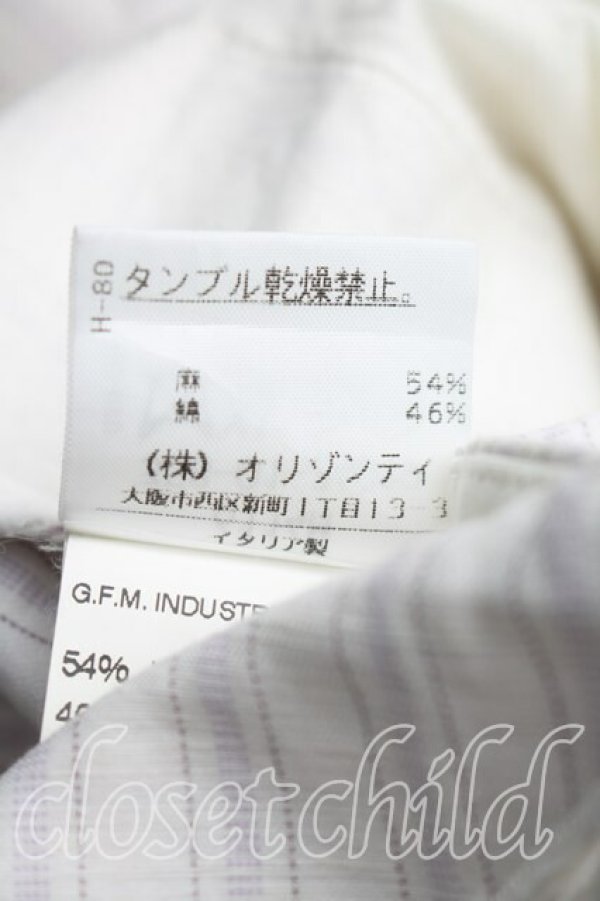 H-80
タンブル乾燥禁止。
麻 54%
綿 46%
(株) オリゾンティ
大阪市西区新町1丁目13-3
イタリア製
G.F.M.
54%
closetchild